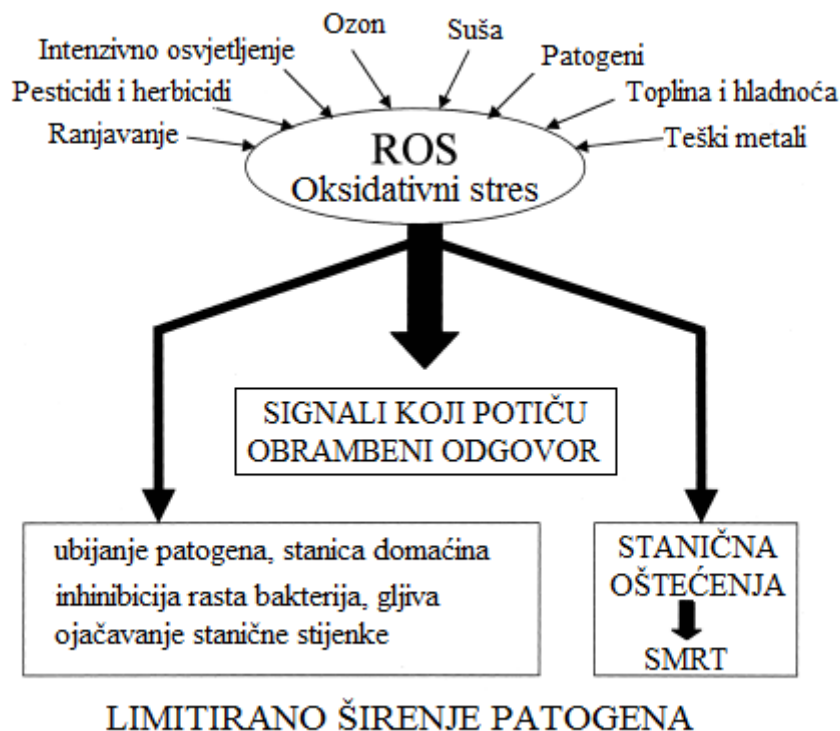 Ozon
Suša
Intenzivno osvjetljenje
Patogeni
Pesticidi i herbicidi
Toplina i hladnoća
Ranjavanje
Teški metali
ROS
Oksidativni stres
SIGNALI KOJI POTIČU
OBRAMBENI ODGOVOR
ubijanje patogena, stanica domaćina
inhinibicija rasta bakterija, gljiva
ojačavanje stanične stijenke
STANIČNA
OŠTEĆENJA
SMRT
LIMITIRANO ŠIRENJE PATOGENA